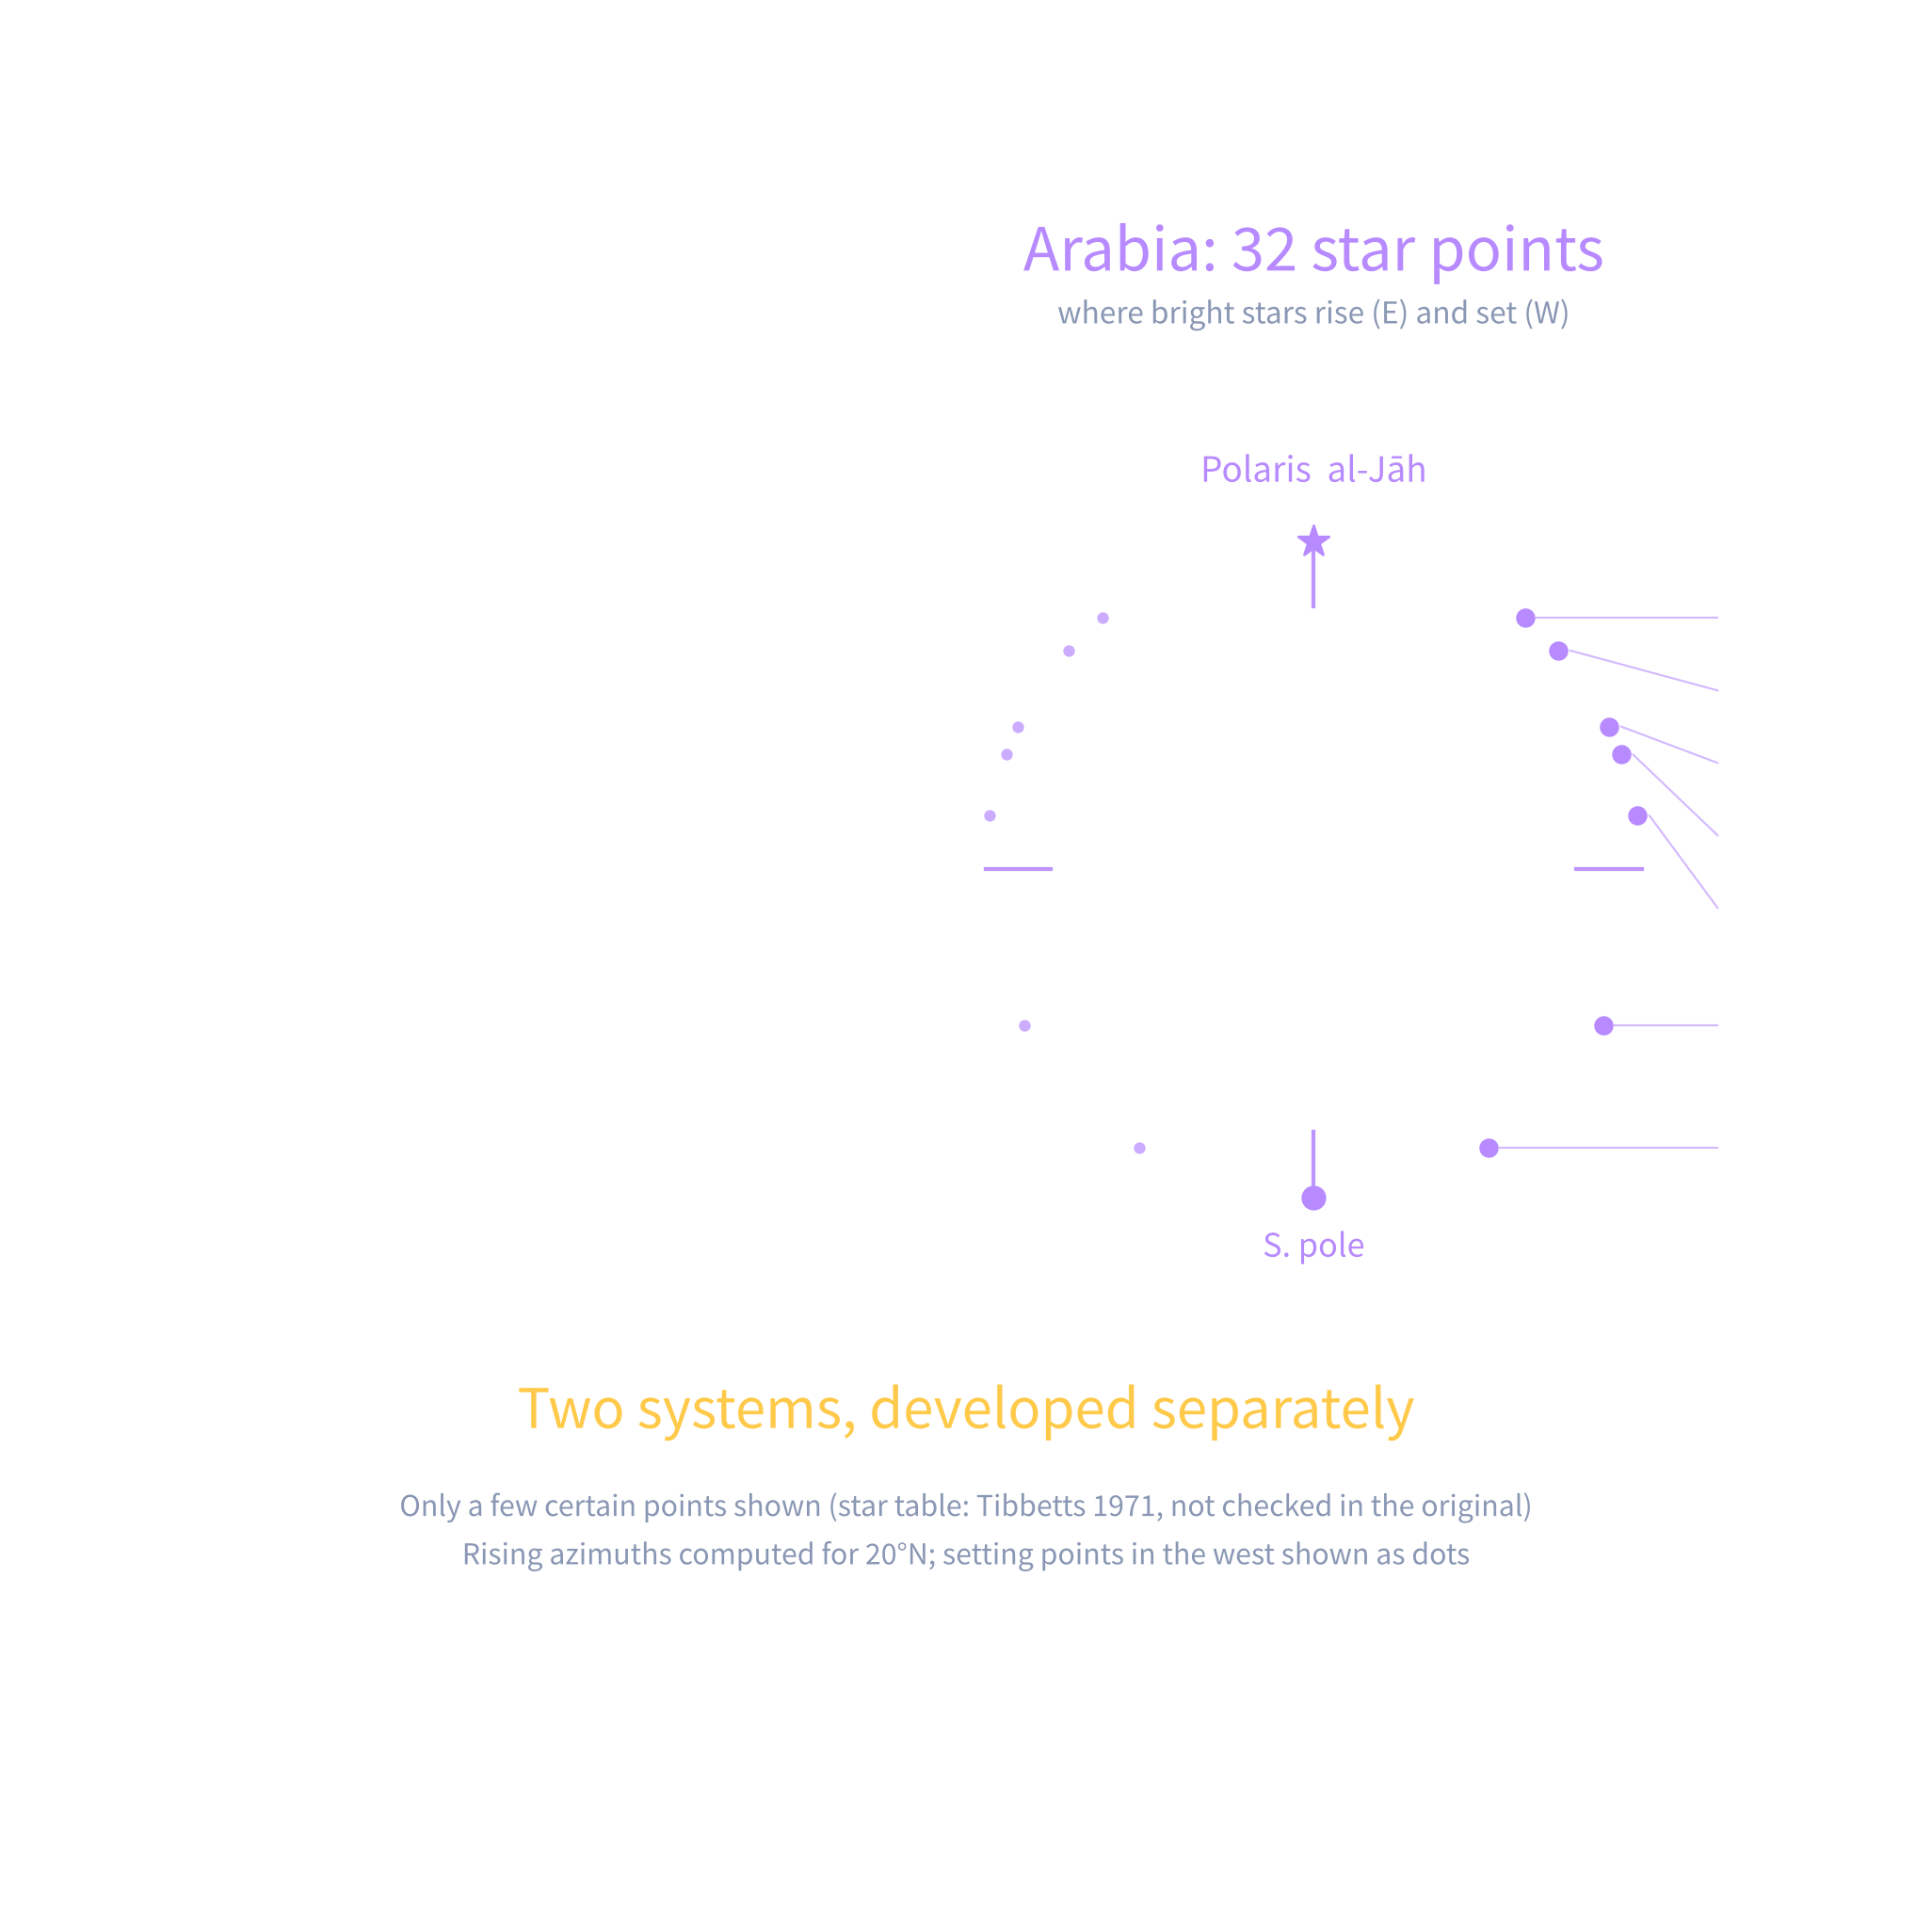 Arabia: 32 star points
where bright stars rise (E) and set (W)
Polaris al-Jāh
S. pole
Two systems, developed separately
Only a few certain points shown (star table: Tibbetts 1971, not checked in the original)
Rising azimuths computed for 20°N; setting points in the west shown as dots